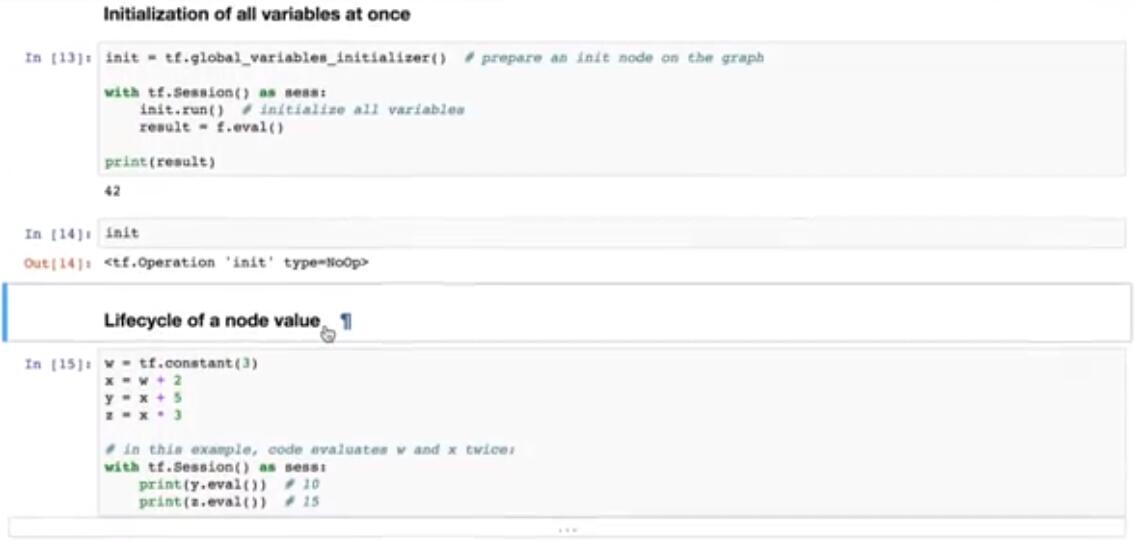 Initialization of all variables at once
In [13]: init = tf.global_variables_initializer()  # prepare an init node on the graph
with tf.Session() as sess:
    init.run()  # initialize all variables
    result = f.eval()
print(result)
42
In [14]: init
Out[14]: <tf.Operation 'init' type=NoOp>
Lifecycle of a node value ¶
In [15]: w = tf.constant(3)
x = w + 2
y = x + 5
z = x * 3
# in this example, code evaluates w and x twice:
with tf.Session() as sess:
    print(y.eval())  # 10
    print(z.eval())  # 15
...